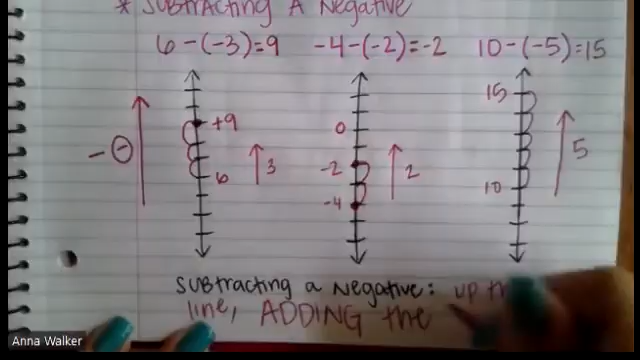 * SUBTRACTING A NEGATIVE
6-(-3)=9 -4-(-2)=-2 10-(-5)=15
15
+9
0
- ⊖ 3 -2 2 5
6 10
-4
SUBTRACTING A NEGATIVE: UP
line, ADDING the
Anna Walker